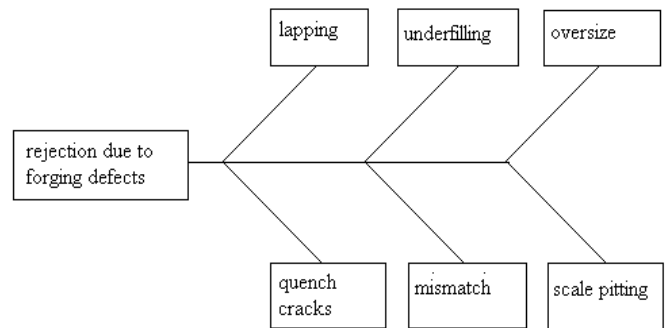 lapping
underfilling
oversize
rejection due to
forging defects
quench
cracks
mismatch
scale pitting